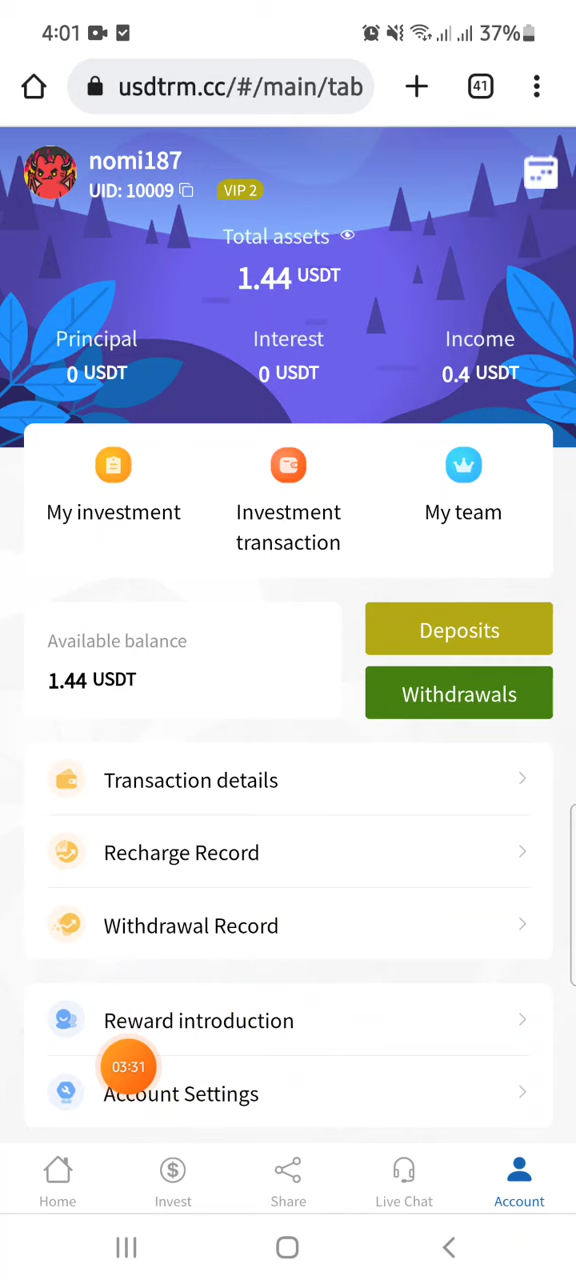 4:01
37%
usdtrm.cc/#/main/tab
41
nomi187
UID: 10009
VIP 2
Total assets
1.44 USDT
Principal Interest Income
0 USDT 0 USDT 0.4 USDT
My investment
Investment
transaction
My team
Available balance
1.44 USDT
Deposits
Withdrawals
Transaction details
Recharge Record
Withdrawal Record
Reward introduction
03:31
Account Settings
Home Invest Share Live Chat Account